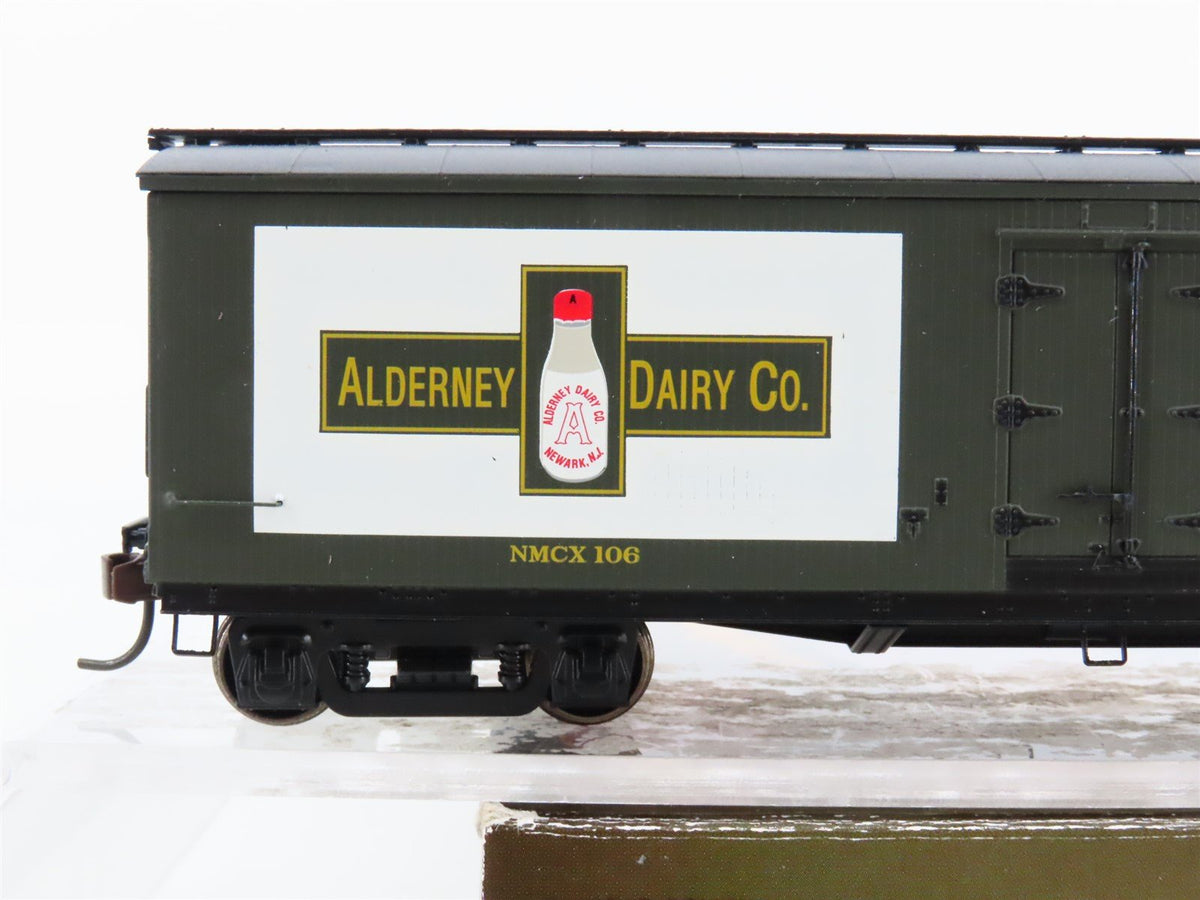 ALDERNEY DAIRY CO.
A
ALDERNEY DAIRY CO.
A
NEWARK, N.J.
NMCX 106